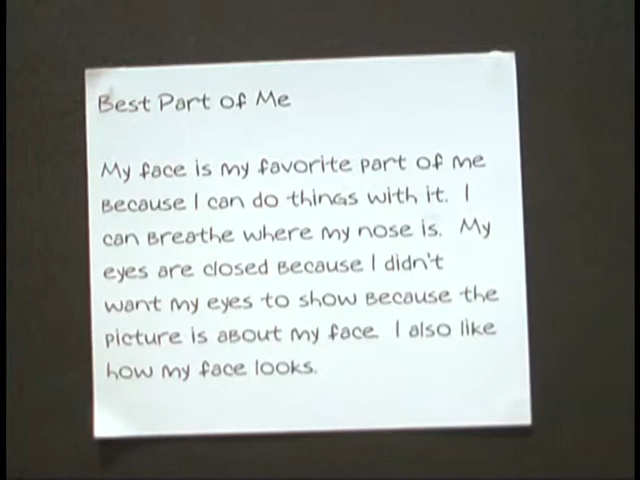 Best Part of Me
My face is my favorite part of me
because I can do things with it. I
can breathe where my nose is. My
eyes are closed because I didn't
want my eyes to show because the
picture is about my face. I also like
how my face looks.